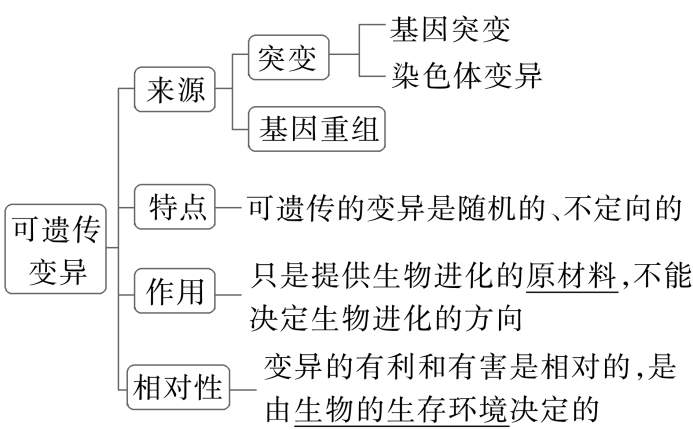 可遗传
变异
来源
突变
基因突变
染色体变异
基因重组
特点
可遗传的变异是随机的、不定向的
作用
只是提供生物进化的原材料,不能
决定生物进化的方向
相对性
变异的有利和有害是相对的,是
由生物的生存环境决定的